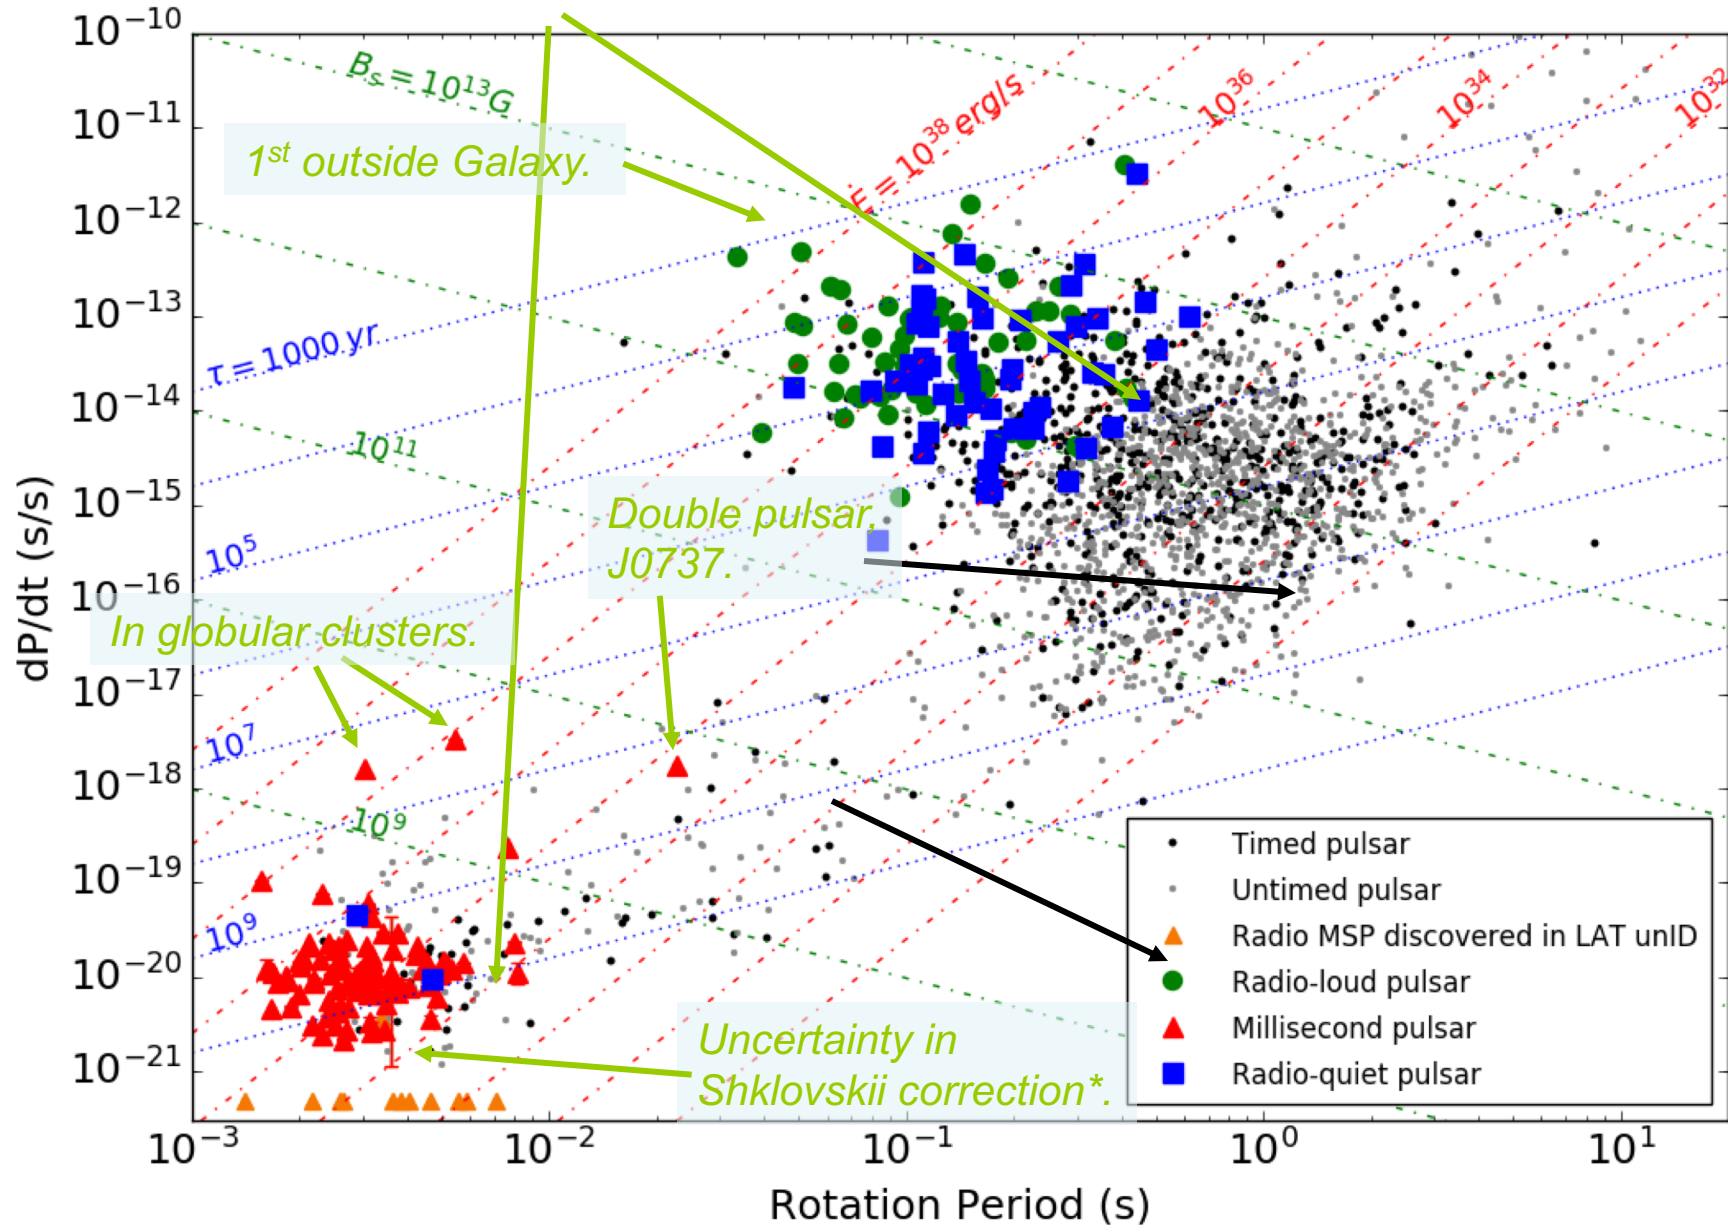 10⁻¹⁰
10⁻¹¹
10⁻¹²
10⁻¹³
10⁻¹⁴
10⁻¹⁵
10⁻¹⁶
10⁻¹⁷
10⁻¹⁸
10⁻¹⁹
10⁻²⁰
10⁻²¹
dP/dt (s/s)
Bₛ = 10¹³G
10¹¹
10⁹
Ė = 10³⁸ erg/s
10³⁶
10³⁴
10³²
τ = 1000 yr
10⁵
10⁷
10⁹
1ˢᵗ outside Galaxy.
Double pulsar,
J0737.
In globular clusters.
Uncertainty in
Shklovskii correction*.
Timed pulsar
Untimed pulsar
Radio MSP discovered in LAT unID
Radio-loud pulsar
Millisecond pulsar
Radio-quiet pulsar
10⁻³
10⁻²
10⁻¹
10⁰
10¹
Rotation Period (s)